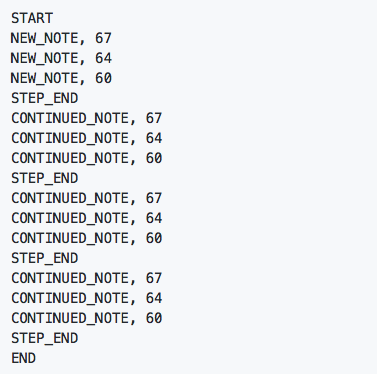 START
NEW_NOTE, 67
NEW_NOTE, 64
NEW_NOTE, 60
STEP_END
CONTINUED_NOTE, 67
CONTINUED_NOTE, 64
CONTINUED_NOTE, 60
STEP_END
CONTINUED_NOTE, 67
CONTINUED_NOTE, 64
CONTINUED_NOTE, 60
STEP_END
CONTINUED_NOTE, 67
CONTINUED_NOTE, 64
CONTINUED_NOTE, 60
STEP_END
END